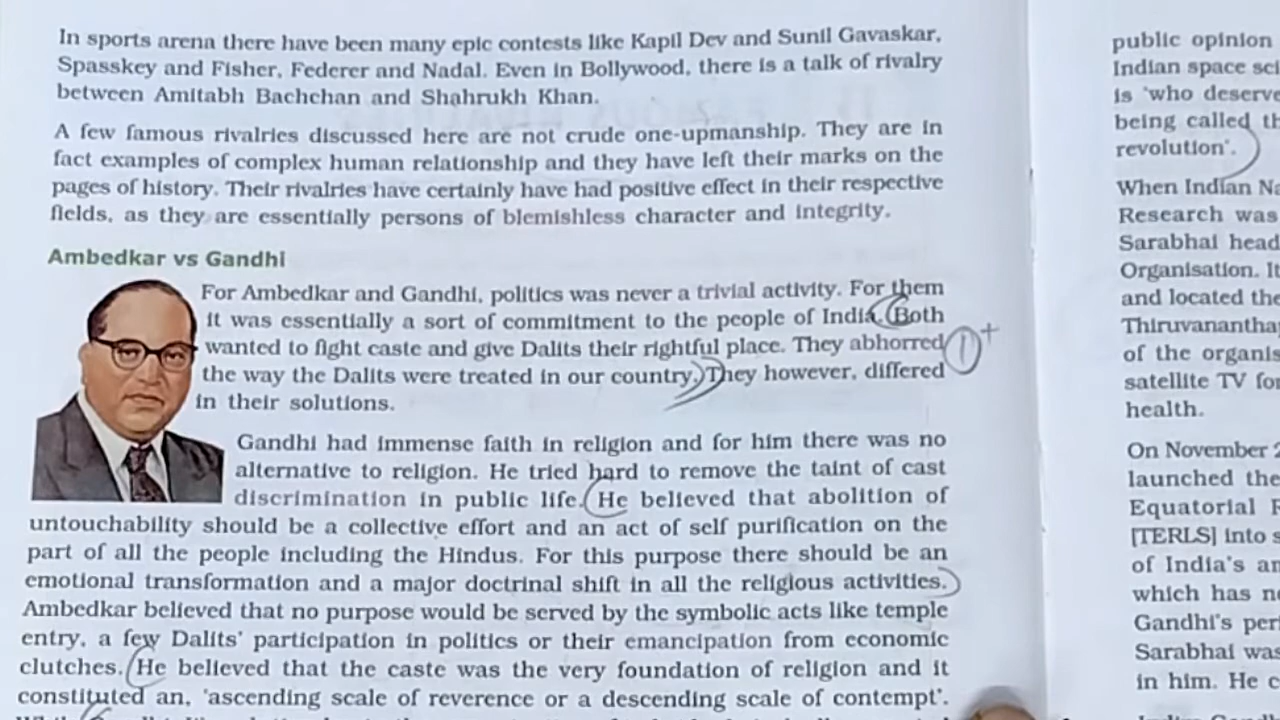 In sports arena there have been many epic contests like Kapil Dev and Sunil Gavaskar,
Spasskey and Fisher, Federer and Nadal. Even in Bollywood, there is a talk of rivalry
between Amitabh Bachchan and Shahrukh Khan.
A few famous rivalries discussed here are not crude one-upmanship. They are in
fact examples of complex human relationship and they have left their marks on the
pages of history. Their rivalries have certainly have had positive effect in their respective
fields, as they are essentially persons of blemishless character and integrity.
Ambedkar vs Gandhi
For Ambedkar and Gandhi, politics was never a trivial activity. For them
it was essentially a sort of commitment to the people of India. Both
wanted to fight caste and give Dalits their rightful place. They abhorred
the way the Dalits were treated in our country. They however, differed
in their solutions.
1+
Gandhi had immense faith in religion and for him there was no
alternative to religion. He tried hard to remove the taint of cast
discrimination in public life. He believed that abolition of
untouchability should be a collective effort and an act of self purification on the
part of all the people including the Hindus. For this purpose there should be an
emotional transformation and a major doctrinal shift in all the religious activities.
Ambedkar believed that no purpose would be served by the symbolic acts like temple
entry, a few Dalits' participation in politics or their emancipation from economic
clutches. He believed that the caste was the very foundation of religion and it
constituted an, 'ascending scale of reverence or a descending scale of contempt'.
public opinion
Indian space
is 'who
being called
revolution'.
When Indian
Research was
Sarabhai head
Organisation.
and located the
of the
satellite TV
health.
On November
launched the
Equatorial
[TERLS] into
of India's
which has
Gandhi's
Sarabhai was
in him. He